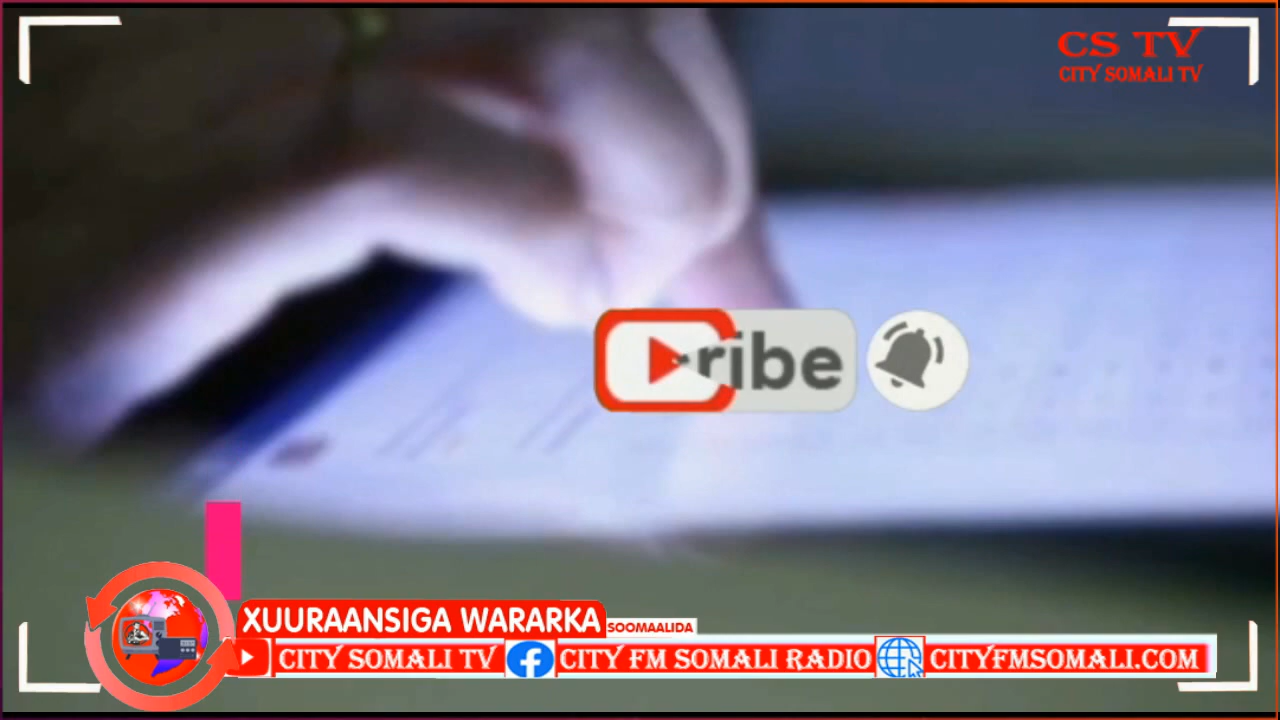 CS TV
CITY SOMALI TV
ribe
XUURAANSIGA WARARKA
SOOMAALIDA
CITY SOMALI TV
CITY FM SOMALI RADIO
CITYFMSOMALI.COM